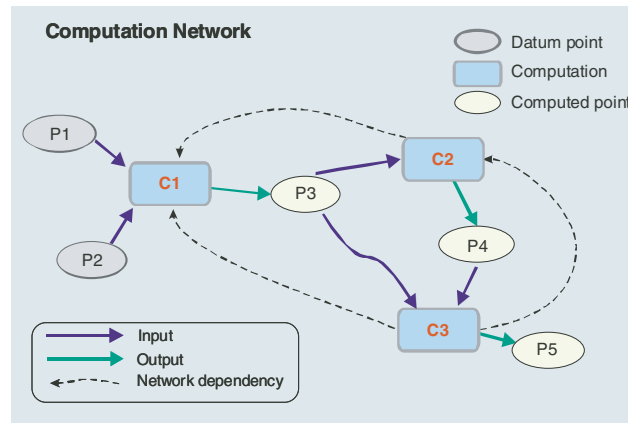 Computation Network
Datum point
Computation
Computed point
P1
C1
P2
P3
C2
P4
C3
P5
Input
Output
Network dependency